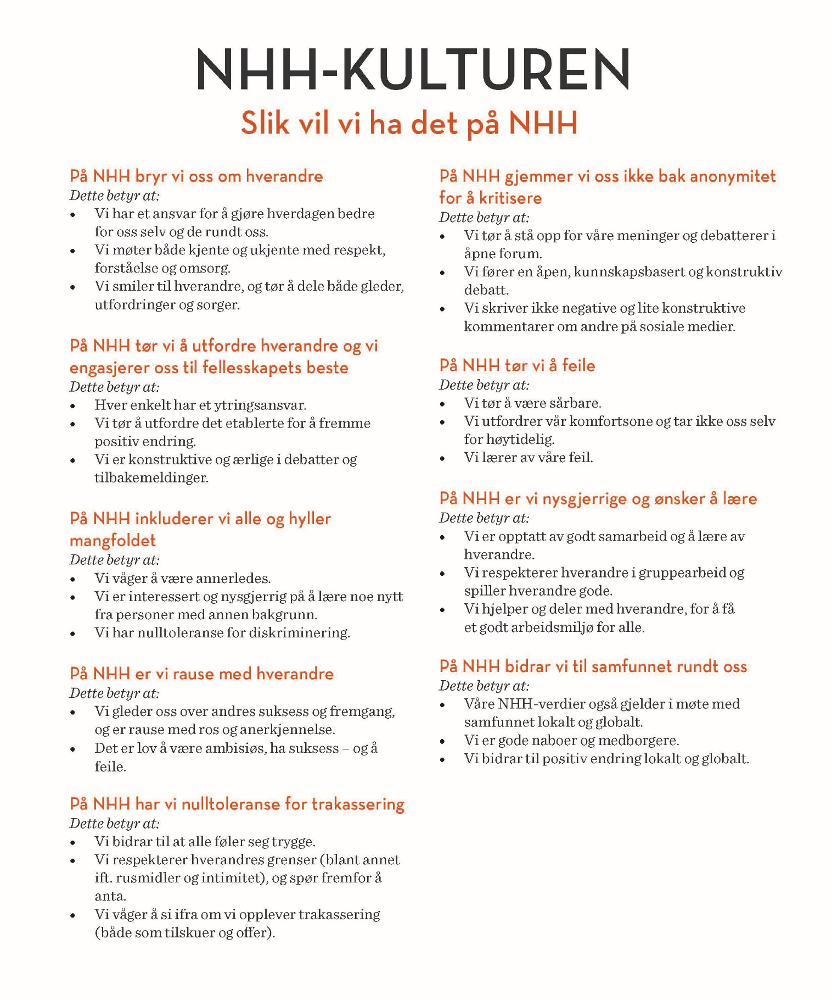 NHH-KULTUREN
Slik vil vi ha det på NHH
På NHH bryr vi oss om hverandre
Dette betyr at:
• Vi har et ansvar for å gjøre hverdagen bedre
for oss selv og de rundt oss.
• Vi møter både kjente og ukjente med respekt,
forståelse og omsorg.
• Vi smiler til hverandre, og tør å dele både gleder,
utfordringer og sorger.
På NHH tør vi å utfordre hverandre og vi
engasjerer oss til fellesskapets beste
Dette betyr at:
• Hver enkelt har et ytringsansvar.
• Vi tør å utfordre det etablerte for å fremme
positiv endring.
• Vi er konstruktive og ærlige i debatter og
tilbakemeldinger.
På NHH inkluderer vi alle og hyller
mangfoldet
Dette betyr at:
• Vi våger å være annerledes.
• Vi er interessert og nysgjerrig på å lære noe nytt
fra personer med annen bakgrunn.
• Vi har nulltoleranse for diskriminering.
På NHH er vi rause med hverandre
Dette betyr at:
• Vi gleder oss over andres suksess og fremgang,
og er rause med ros og anerkjennelse.
• Det er lov å være ambisiøs, ha suksess – og å
feile.
På NHH har vi nulltoleranse for trakassering
Dette betyr at:
• Vi bidrar til at alle føler seg trygge.
• Vi respekterer hverandres grenser (blant annet
ift. rusmidler og intimitet), og spør fremfor å
anta.
• Vi våger å si ifra om vi opplever trakassering
(både som tilskuer og offer).
På NHH gjemmer vi oss ikke bak anonymitet
for å kritisere
Dette betyr at:
• Vi tør å stå opp for våre meninger og debatterer i
åpne forum.
• Vi fører en åpen, kunnskapsbasert og konstruktiv
debatt.
• Vi skriver ikke negative og lite konstruktive
kommentarer om andre på sosiale medier.
På NHH tør vi å feile
Dette betyr at:
• Vi tør å være sårbare.
• Vi utfordrer vår komfortsone og tar ikke oss selv
for høytidelig.
• Vi lærer av våre feil.
På NHH er vi nysgjerrige og ønsker å lære
Dette betyr at:
• Vi er opptatt av godt samarbeid og å lære av
hverandre.
• Vi respekterer hverandre i gruppearbeid og
spiller hverandre gode.
• Vi hjelper og deler med hverandre, for å få
et godt arbeidsmiljø for alle.
På NHH bidrar vi til samfunnet rundt oss
Dette betyr at:
• Våre NHH-verdier også gjelder i møte med
samfunnet lokalt og globalt.
• Vi er gode naboer og medborgere.
• Vi bidrar til positiv endring lokalt og globalt.